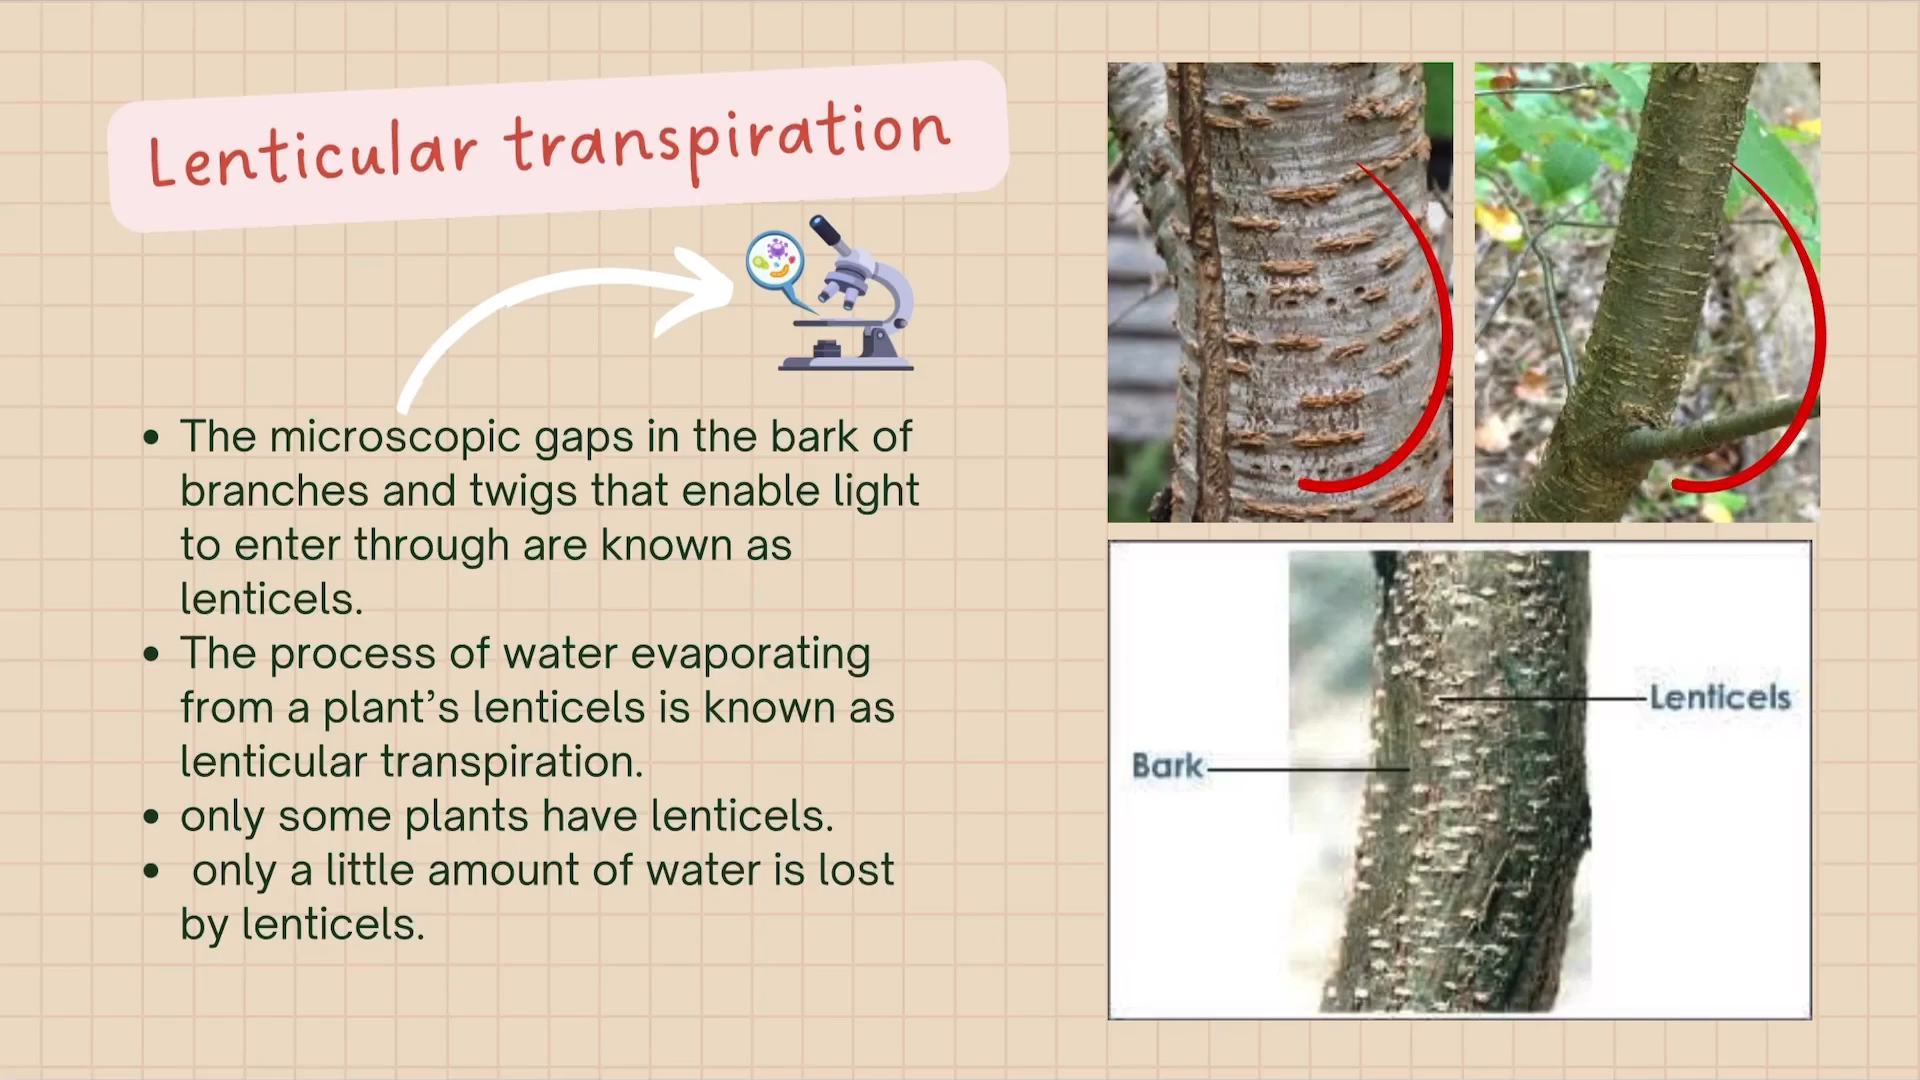 Lenticular transpiration
• The microscopic gaps in the bark of
branches and twigs that enable light
to enter through are known as
lenticels.
• The process of water evaporating
from a plant’s lenticels is known as
lenticular transpiration.
• only some plants have lenticels.
• only a little amount of water is lost
by lenticels.
Lenticels
Bark